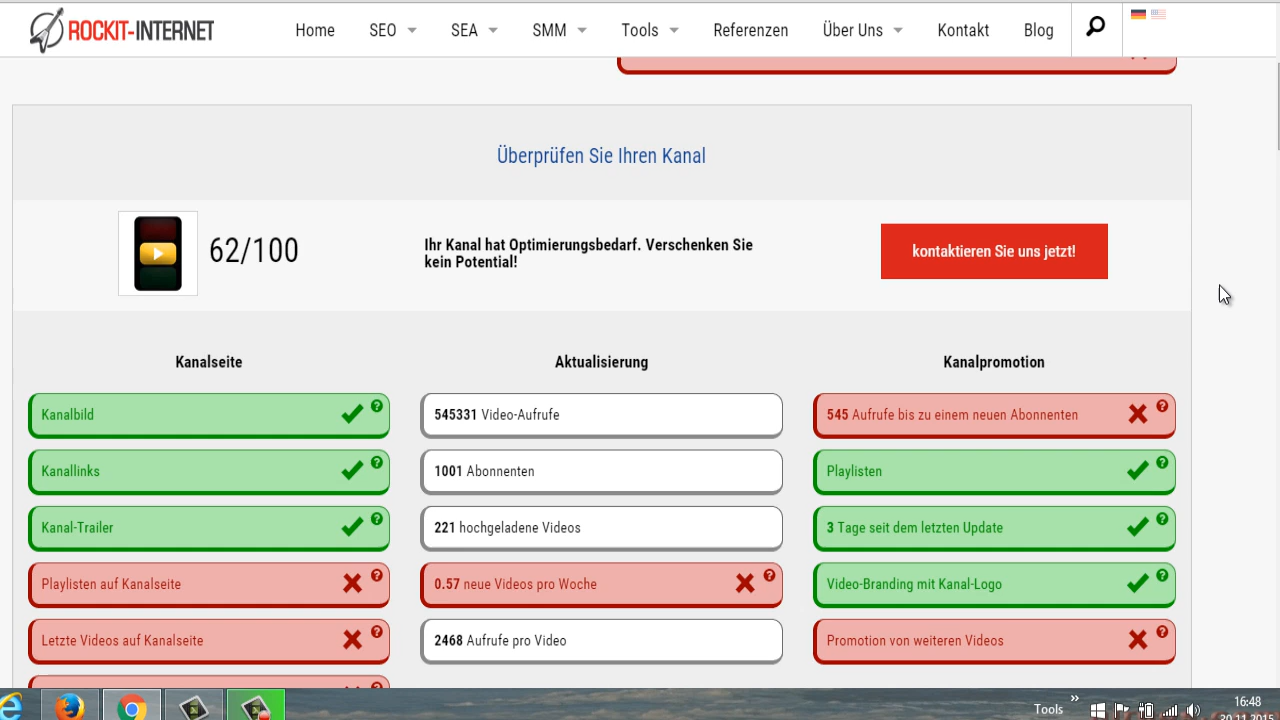 ROCKIT-INTERNET
Home SEO SEA SMM Tools Referenzen Über Uns Kontakt Blog
Überprüfen Sie Ihren Kanal
62/100
Ihr Kanal hat Optimierungsbedarf. Verschenken Sie
kein Potential!
kontaktieren Sie uns jetzt!
Kanalseite
Kanalbild ?
Kanallinks ?
Kanal-Trailer ?
Playlisten auf Kanalseite ?
Letzte Videos auf Kanalseite ?
?
Aktualisierung
545331 Video-Aufrufe
1001 Abonnenten
221 hochgeladene Videos
0.57 neue Videos pro Woche ?
2468 Aufrufe pro Video
Kanalpromotion
545 Aufrufe bis zu einem neuen Abonnenten ?
Playlisten ?
3 Tage seit dem letzten Update ?
Video-Branding mit Kanal-Logo ?
Promotion von weiteren Videos ?
Tools »
16:48